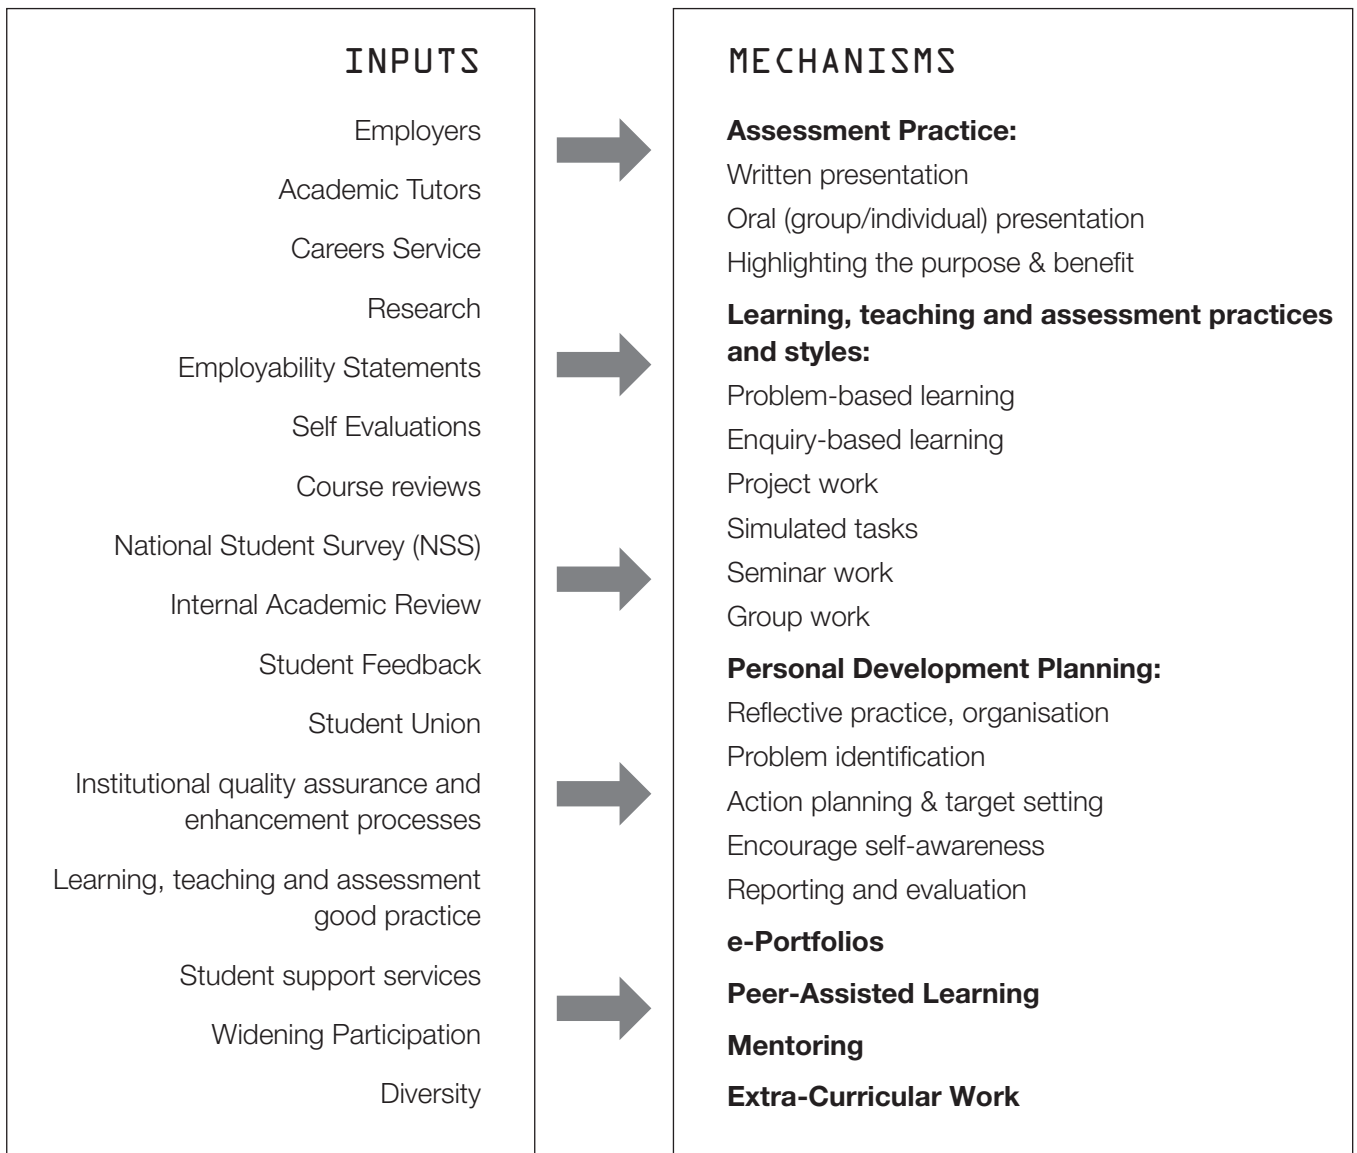 INPUTS
Employers
Academic Tutors
Careers Service
Research
Employability Statements
Self Evaluations
Course reviews
National Student Survey (NSS)
Internal Academic Review
Student Feedback
Student Union
Institutional quality assurance and
enhancement processes
Learning, teaching and assessment
good practice
Student support services
Widening Participation
Diversity
MECHANISMS
Assessment Practice:
Written presentation
Oral (group/individual) presentation
Highlighting the purpose & benefit
Learning, teaching and assessment practices
and styles:
Problem-based learning
Enquiry-based learning
Project work
Simulated tasks
Seminar work
Group work
Personal Development Planning:
Reflective practice, organisation
Problem identification
Action planning & target setting
Encourage self-awareness
Reporting and evaluation
e-Portfolios
Peer-Assisted Learning
Mentoring
Extra-Curricular Work